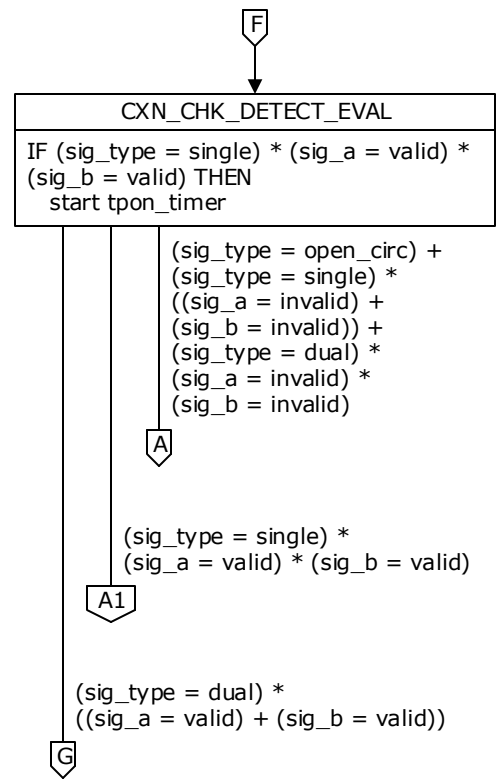 F
CXN_CHK_DETECT_EVAL
IF (sig_type = single) * (sig_a = valid) *
(sig_b = valid) THEN
start tpon_timer
(sig_type = open_circ) +
(sig_type = single) *
((sig_a = invalid) +
(sig_b = invalid)) +
(sig_type = dual) *
(sig_a = invalid) *
(sig_b = invalid)
A
(sig_type = single) *
(sig_a = valid) * (sig_b = valid)
A1
(sig_type = dual) *
((sig_a = valid) + (sig_b = valid))
G